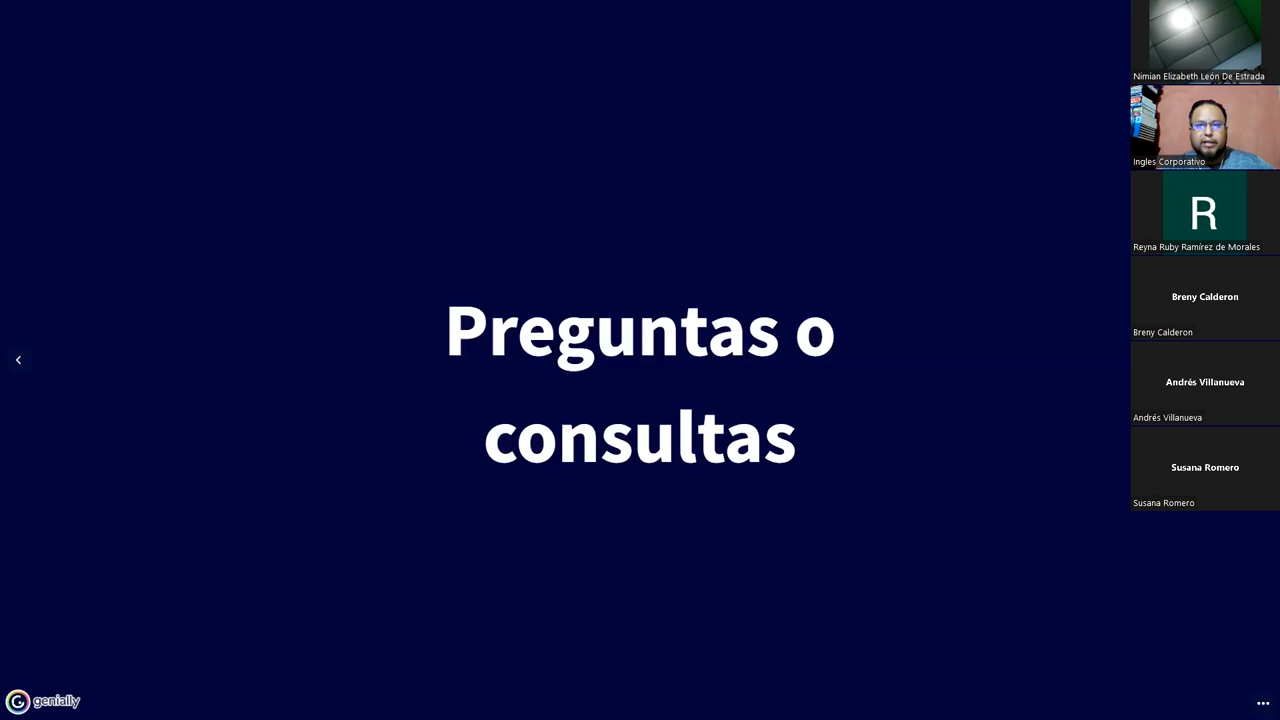 Preguntas o
consultas
Nimian Elizabeth León De Estrada
Ingles Corporativo
R
Reyna Ruby Ramírez de Morales
Breny Calderon
Breny Calderon
Andrés Villanueva
Andrés Villanueva
Susana Romero
Susana Romero
genially